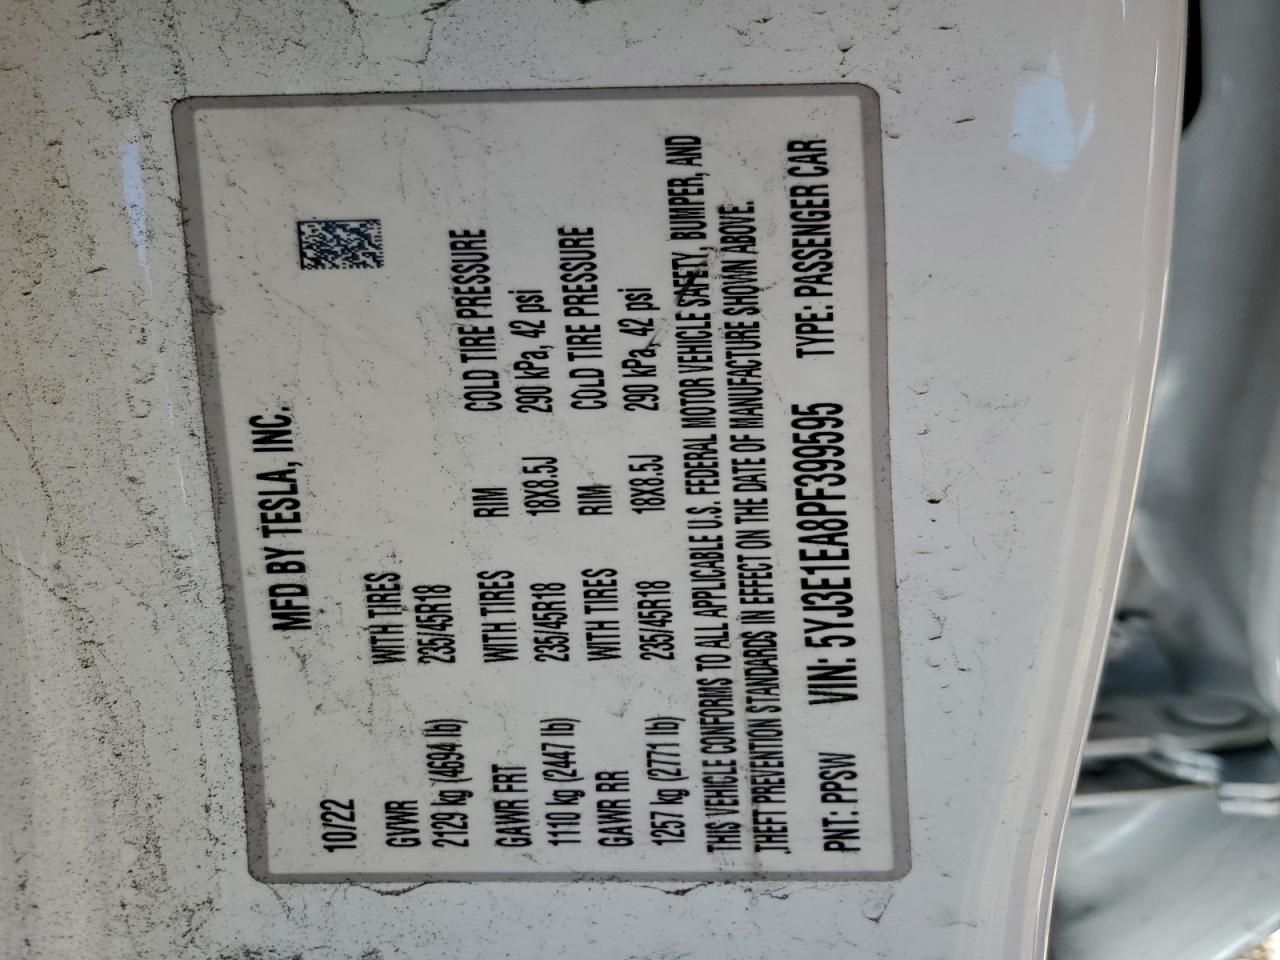 MFD BY TESLA, INC.
10/22
GVWR WITH TIRES
2129 kg (4694 lb) 235/45R18
GAWR FRT WITH TIRES RIM COLD TIRE PRESSURE
1110 kg (2447 lb) 235/45R18 18X8.5J 290 kPa, 42 psi
GAWR RR WITH TIRES RIM COLD TIRE PRESSURE
1257 kg (2771 lb) 235/45R18 18X8.5J 290 kPa, 42 psi
THIS VEHICLE CONFORMS TO ALL APPLICABLE U.S. FEDERAL MOTOR VEHICLE SAFETY, BUMPER, AND
THEFT PREVENTION STANDARDS IN EFFECT ON THE DATE OF MANUFACTURE SHOWN ABOVE.
PNT: PPSW VIN: 5YJ3E1EA8PF399595 TYPE: PASSENGER CAR